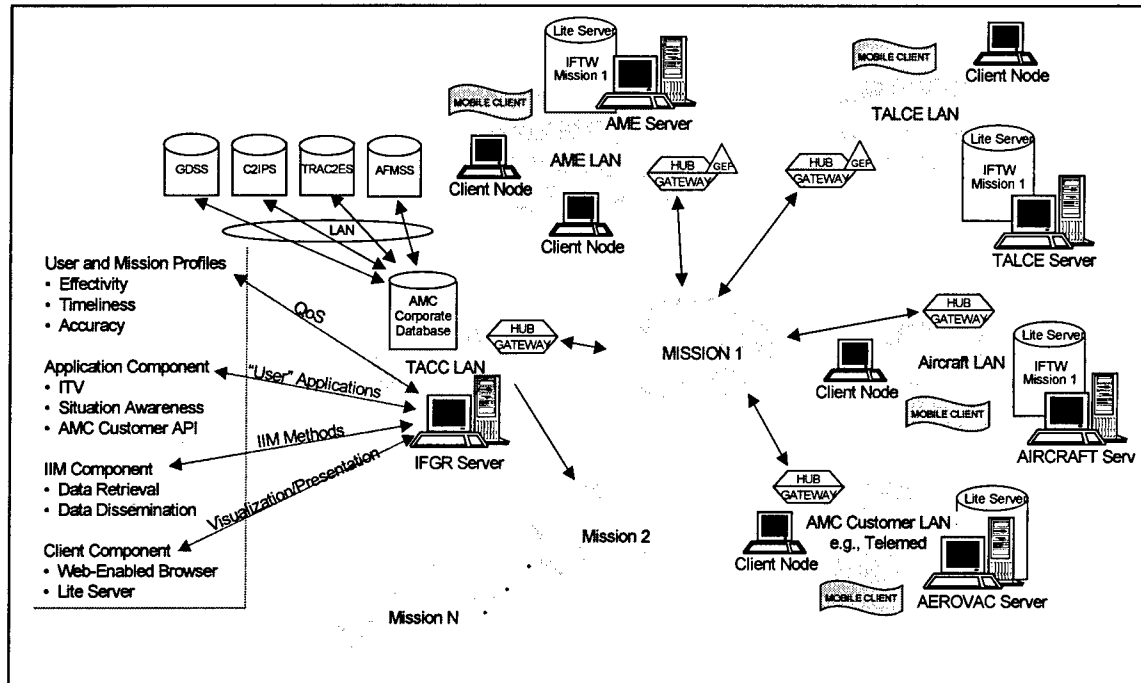 Lite Server
IFTW
Mission 1
MOBILE CLIENT
AME Server
AME LAN
Client Node
Client Node
HUB
GATEWAY
GEP
MOBILE CLIENT
Client Node
TALCE LAN
HUB
GATEWAY
GEP
Lite Server
IFTW
Mission 1
TALCE Server
GDSS
C2IPS
TRAC2ES
AFMSS
LAN
User and Mission Profiles
• Effectivity
• Timeliness
• Accuracy
QoS
AMC
Corporate
Database
HUB
GATEWAY
TACC LAN
MISSION 1
HUB
GATEWAY
Client Node
Aircraft LAN
Lite Server
IFTW
Mission 1
MOBILE CLIENT
AIRCRAFT Serv
Application Component
• ITV
• Situation Awareness
• AMC Customer API
"User" Applications
IFGR Server
IIM Methods
IIM Component
• Data Retrieval
• Data Dissemination
Visualization/Presentation
Client Component
• Web-Enabled Browser
• Lite Server
Mission 2
Mission N
HUB
GATEWAY
Client Node
AMC Customer LAN
e.g., Telemed
Lite Server
MOBILE CLIENT
AEROVAC Server